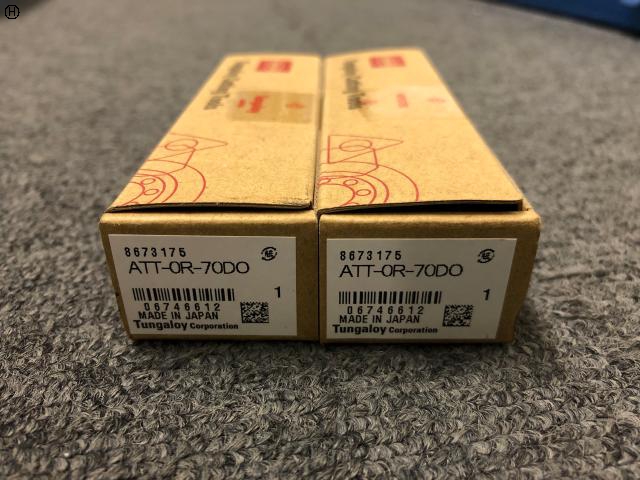 H
8673175
ATT-0R-70DO
1
06746612
MADE IN JAPAN
Tungaloy Corporation
8673175
ATT-0R-70DO
1
06746612
MADE IN JAPAN
Tungaloy Corporation